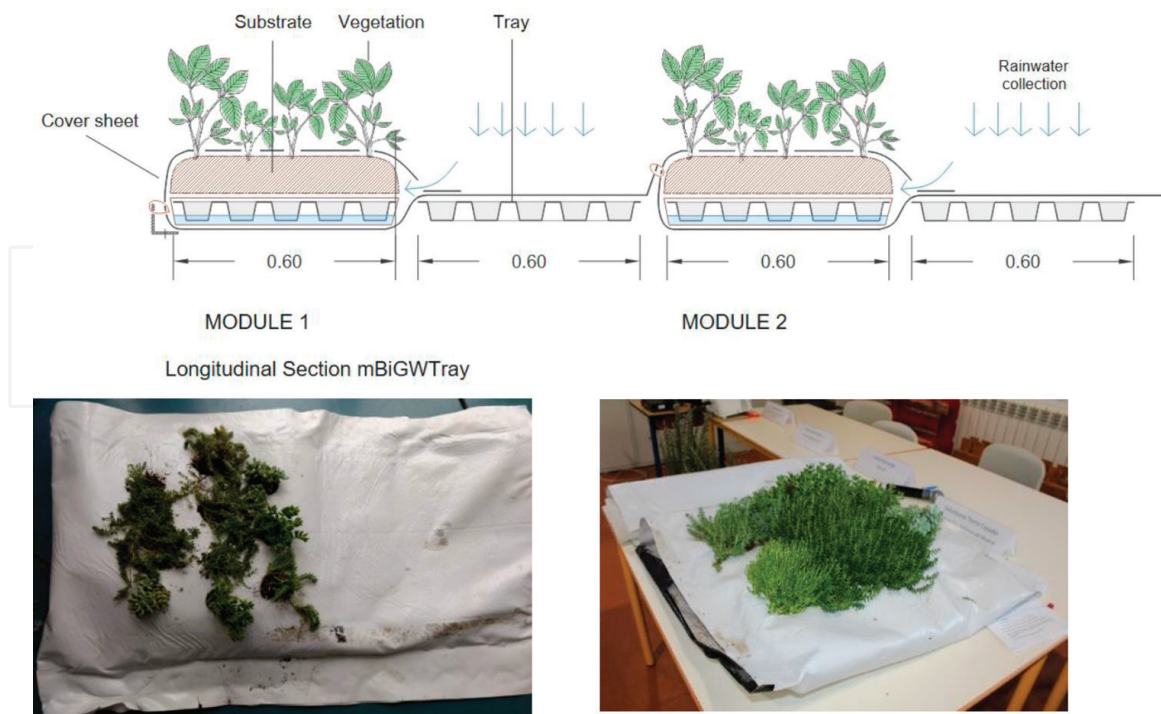 Substrate
Vegetation
Tray
Rainwater
collection
Cover sheet
0.60
0.60
0.60
0.60
MODULE 1
MODULE 2
Longitudinal Section mBiGWTray